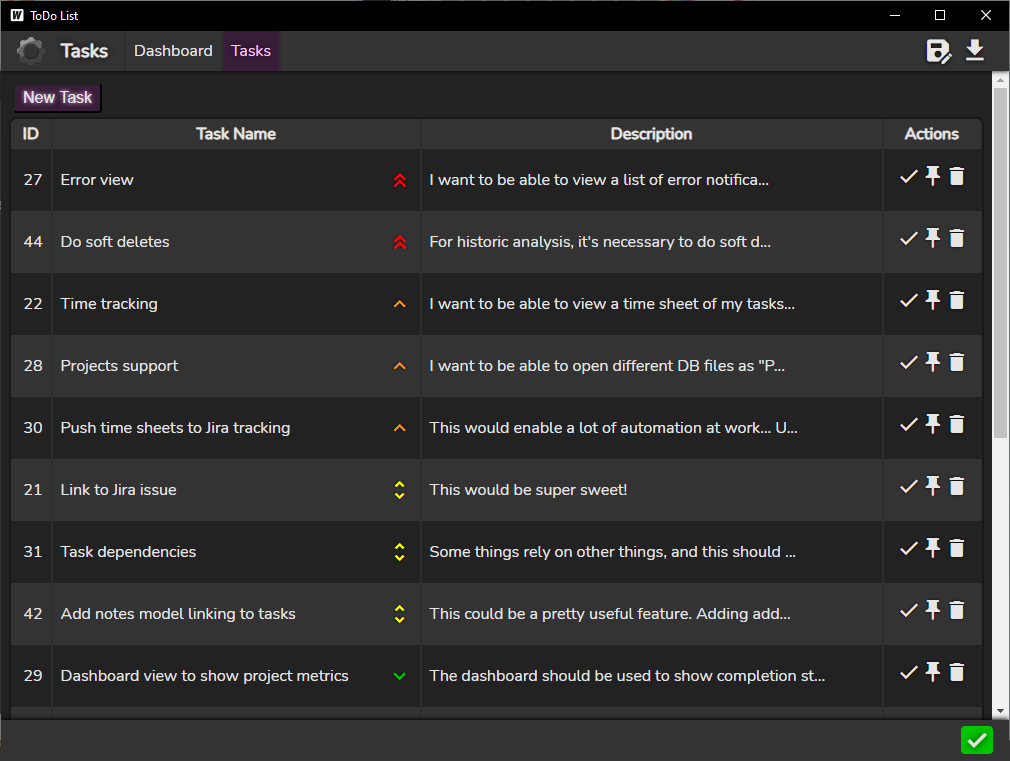 W ToDo List
Tasks Dashboard Tasks
New Task
ID Task Name Description Actions
27 Error view I want to be able to view a list of error notifica...
44 Do soft deletes For historic analysis, it's necessary to do soft d...
22 Time tracking I want to be able to view a time sheet of my tasks...
28 Projects support I want to be able to open different DB files as "P...
30 Push time sheets to Jira tracking This would enable a lot of automation at work... U...
21 Link to Jira issue This would be super sweet!
31 Task dependencies Some things rely on other things, and this should ...
42 Add notes model linking to tasks This could be a pretty useful feature. Adding add...
29 Dashboard view to show project metrics The dashboard should be used to show completion st...